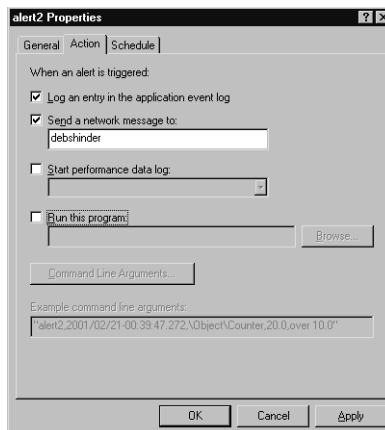 alert2 Properties
General Action Schedule
When an alert is triggered:
Log an entry in the application event log
Send a network message to:
debshinder
Start performance data log:
Run this program:
Browse...
Command Line Arguments...
Example command line arguments:
"alert2,2001/02/21-00:39:47.272,\Object\Counter,20.0,over 10.0"
OK Cancel Apply